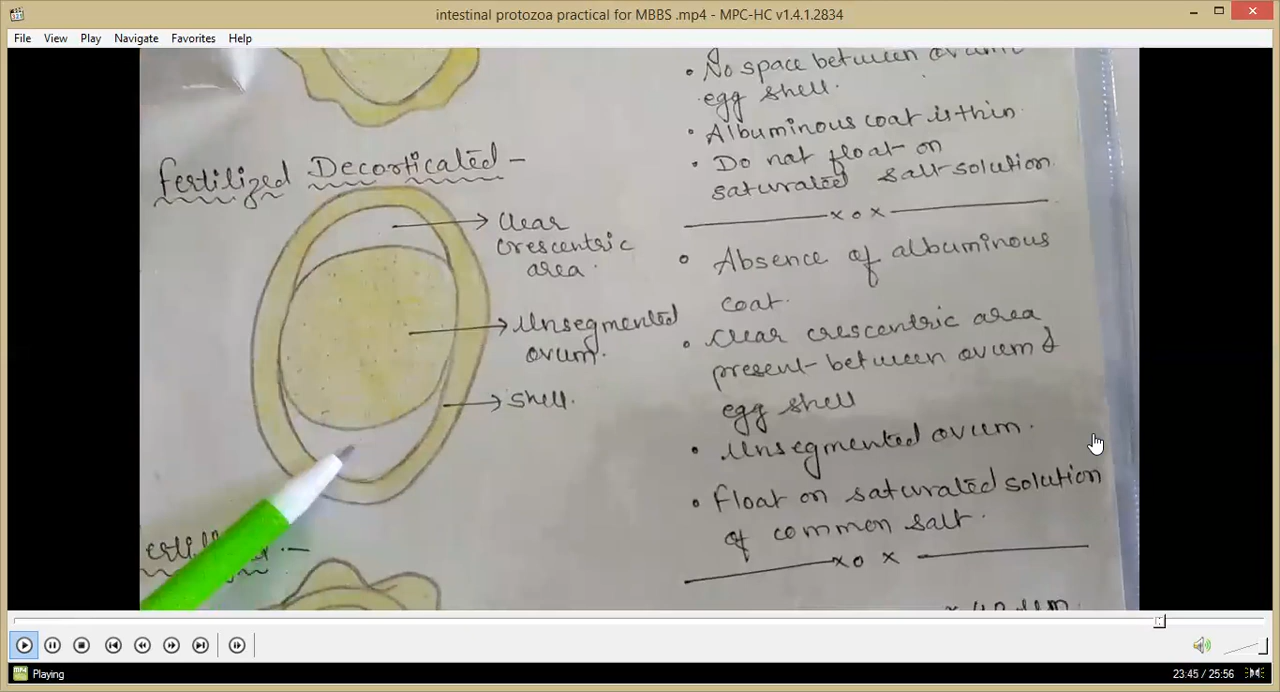 intestinal protozoa practical for MBBS .mp4 - MPC-HC v1.4.1.2834
File View Play Navigate Favorites Help
Fertilized Decorticated -
Clear
crescentric
area.
Unsegmented
ovum.
Shell.
No space between
egg shell.
Albuminous coat is thin.
Do not float on
saturated salt solution
x o x
Absence of albuminous
coat.
Clear crescentric area
present between ovum &
egg shell
Unsegmented ovum.
Float on saturated solution
of common salt.
x o x
Playing
23:45 / 25:56